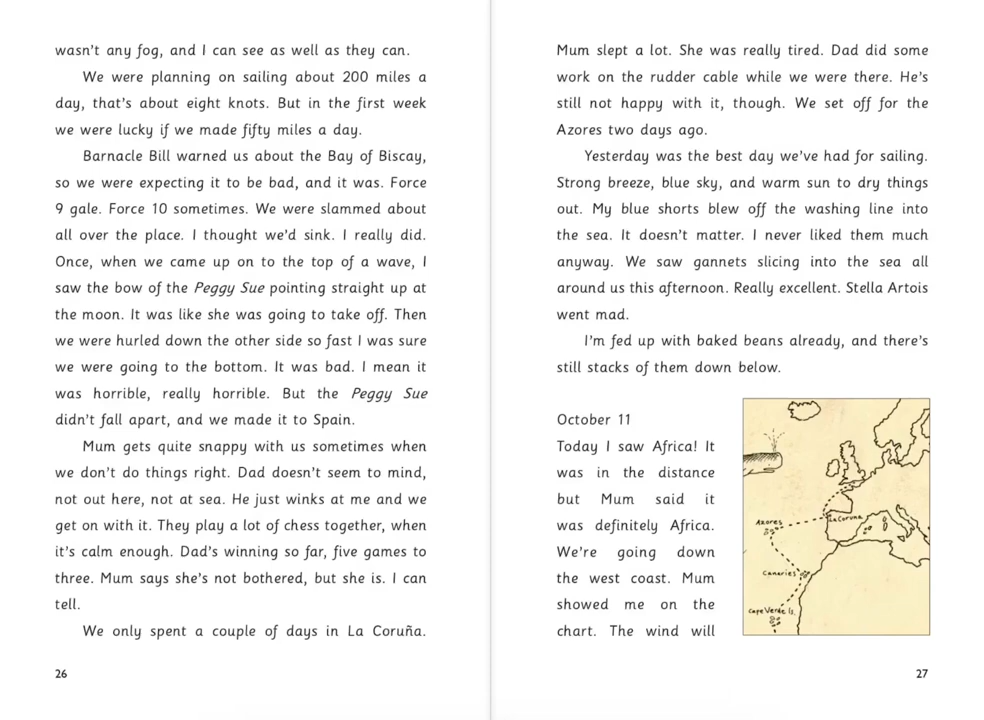 wasn't any fog, and I can see as well as they can.
We were planning on sailing about 200 miles a
day, that's about eight knots. But in the first week
we were lucky if we made fifty miles a day.
Barnacle Bill warned us about the Bay of Biscay,
so we were expecting it to be bad, and it was. Force
9 gale. Force 10 sometimes. We were slammed about
all over the place. I thought we'd sink. I really did.
Once, when we came up on to the top of a wave, I
saw the bow of the Peggy Sue pointing straight up at
the moon. It was like she was going to take off. Then
we were hurled down the other side so fast I was sure
we were going to the bottom. It was bad. I mean it
was horrible, really horrible. But the Peggy Sue
didn't fall apart, and we made it to Spain.
Mum gets quite snappy with us sometimes when
we don't do things right. Dad doesn't seem to mind,
not out here, not at sea. He just winks at me and we
get on with it. They play a lot of chess together, when
it's calm enough. Dad's winning so far, five games to
three. Mum says she's not bothered, but she is. I can
tell.
We only spent a couple of days in La Coruña.
26
Mum slept a lot. She was really tired. Dad did some
work on the rudder cable while we were there. He's
still not happy with it, though. We set off for the
Azores two days ago.
Yesterday was the best day we've had for sailing.
Strong breeze, blue sky, and warm sun to dry things
out. My blue shorts blew off the washing line into
the sea. It doesn't matter. I never liked them much
anyway. We saw gannets slicing into the sea all
around us this afternoon. Really excellent. Stella Artois
went mad.
I'm fed up with baked beans already, and there's
still stacks of them down below.
October 11
Today I saw Africa! It
was in the distance
but Mum said it
was definitely Africa.
We're going down
the west coast. Mum
showed me on the
chart. The wind will
La Coruna
Azores
Canaries
Cape Verde Is.
27